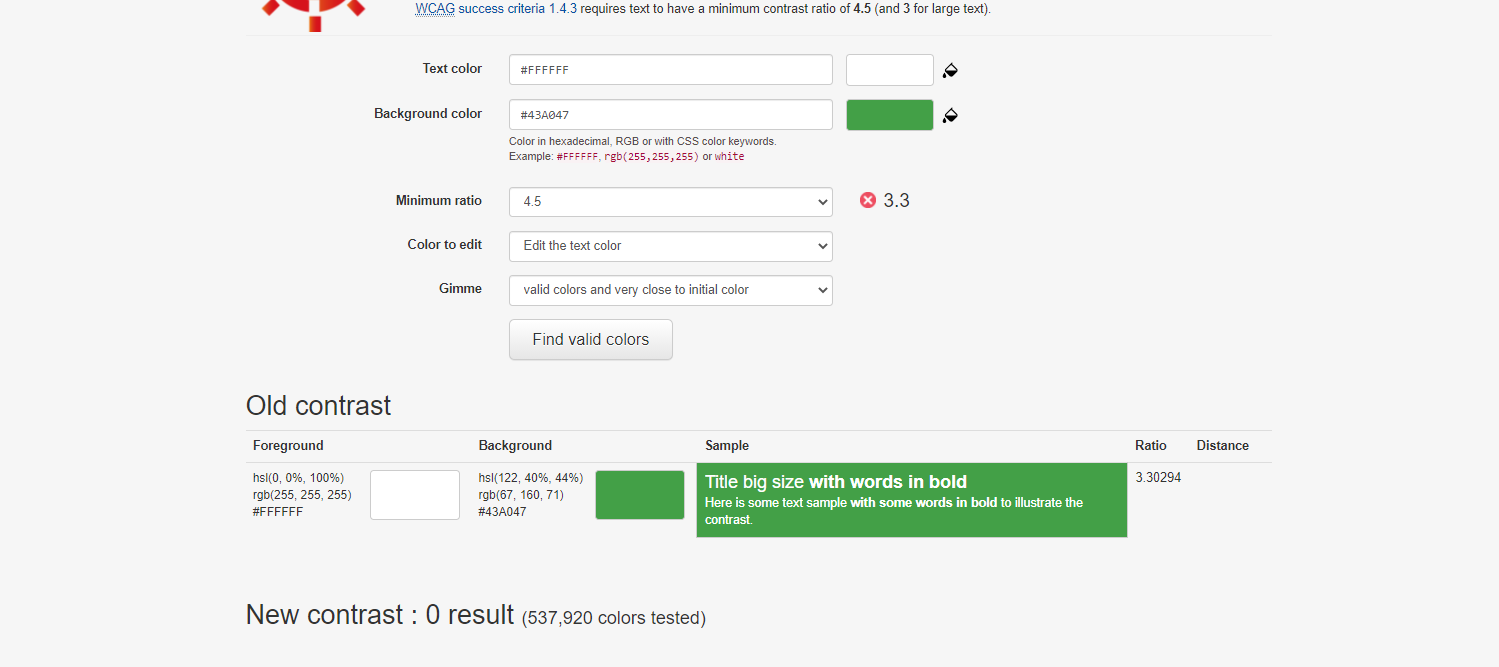 WCAG success criteria 1.4.3 requires text to have a minimum contrast ratio of 4.5 (and 3 for large text).
Text color
#FFFFFF
Background color
#43A047
Color in hexadecimal, RGB or with CSS color keywords.
Example: #FFFFFF, rgb(255,255,255) or white
Minimum ratio
4.5
3.3
Color to edit
Edit the text color
Gimme
valid colors and very close to initial color
Find valid colors
Old contrast
Foreground Background Sample Ratio Distance
hsl(0, 0%, 100%)
rgb(255, 255, 255)
#FFFFFF
hsl(122, 40%, 44%)
rgb(67, 160, 71)
#43A047
Title big size with words in bold
Here is some text sample with some words in bold to illustrate the
contrast.
3.30294
New contrast : 0 result (537,920 colors tested)